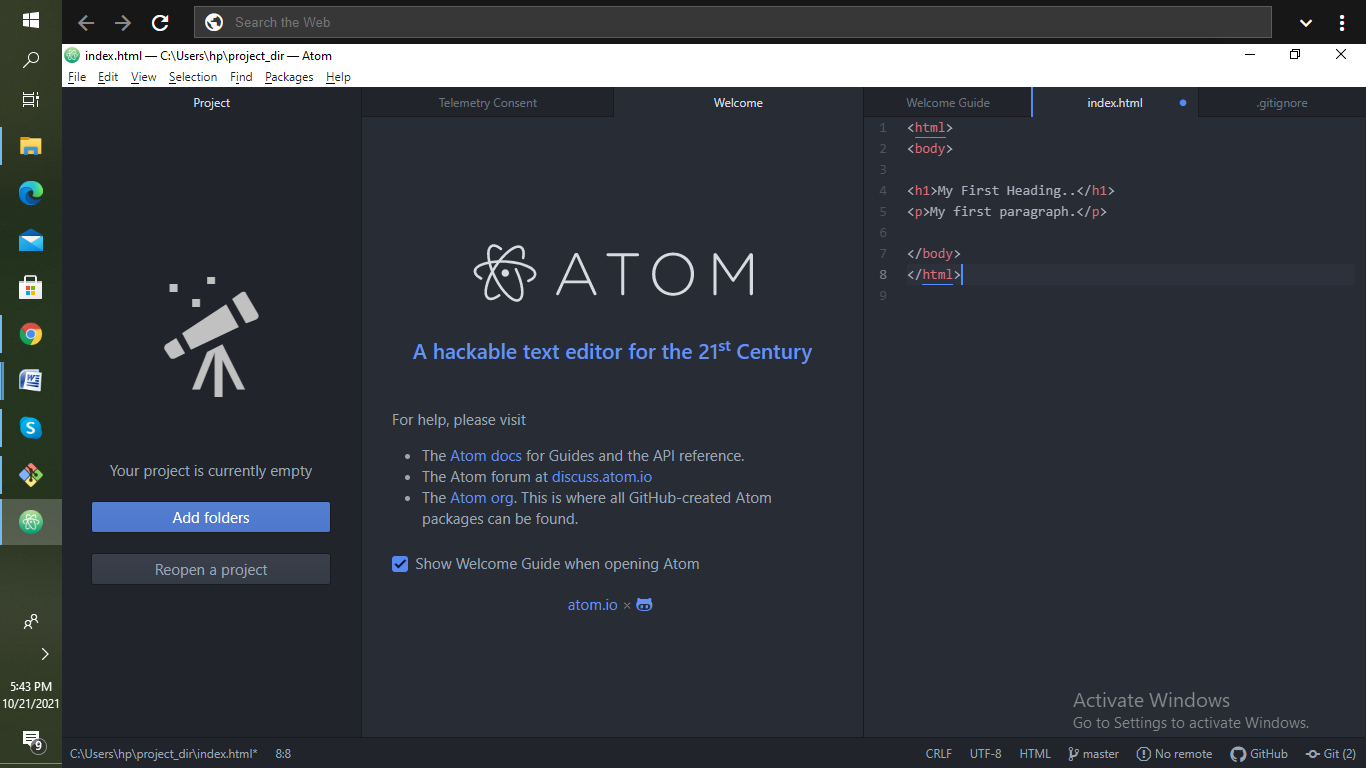 Search the Web
index.html — C:\Users\hp\project_dir — Atom
File Edit View Selection Find Packages Help
Project
Telemetry Consent
Welcome
Welcome Guide
index.html
.gitignore
1 <html>
2 <body>
3
4 <h1>My First Heading..</h1>
5 <p>My first paragraph.</p>
6
7 </body>
8 </html>
9
ATOM
A hackable text editor for the 21st Century
For help, please visit
• The Atom docs for Guides and the API reference.
• The Atom forum at discuss.atom.io
• The Atom org. This is where all GitHub-created Atom
packages can be found.
Show Welcome Guide when opening Atom
atom.io ×
Your project is currently empty
Add folders
Reopen a project
5:43 PM
10/21/2021
9
W
S
Activate Windows
Go to Settings to activate Windows.
C:\Users\hp\project_dir\index.html* 8:8
CRLF UTF-8 HTML master No remote GitHub Git (2)